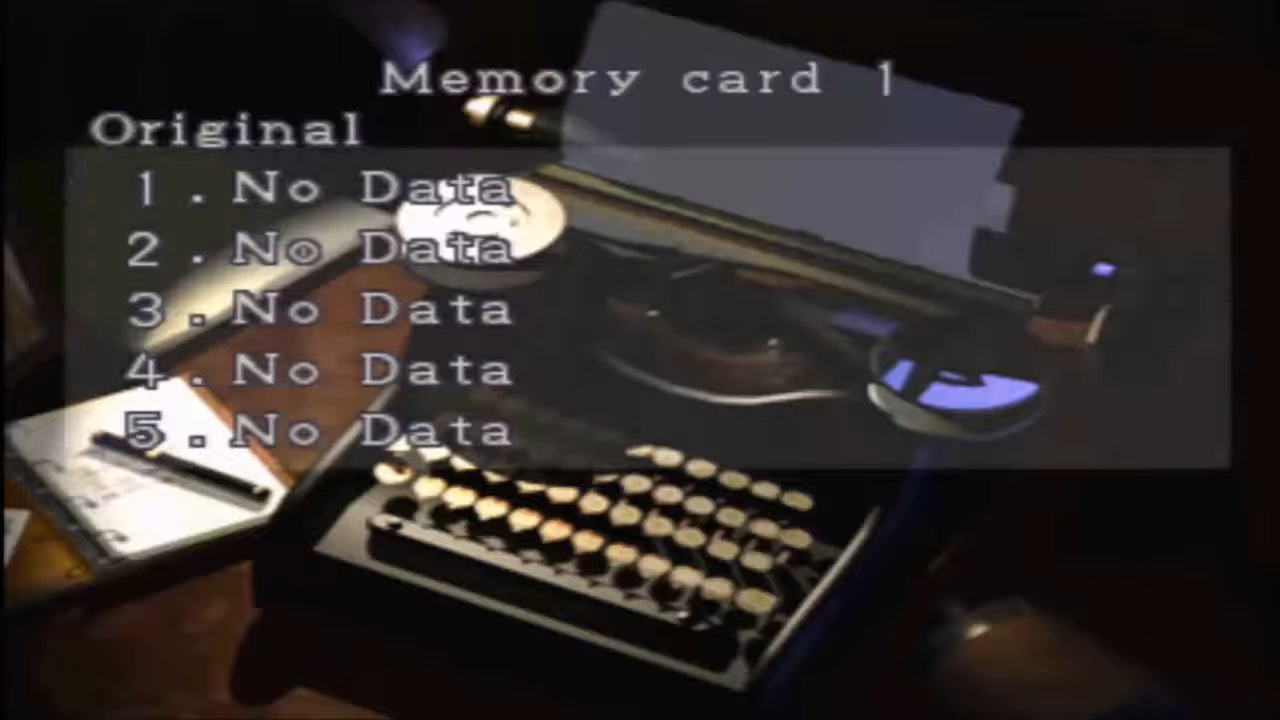 Memory card 1
Original
1. No Data
2. No Data
3. No Data
4. No Data
5. No Data